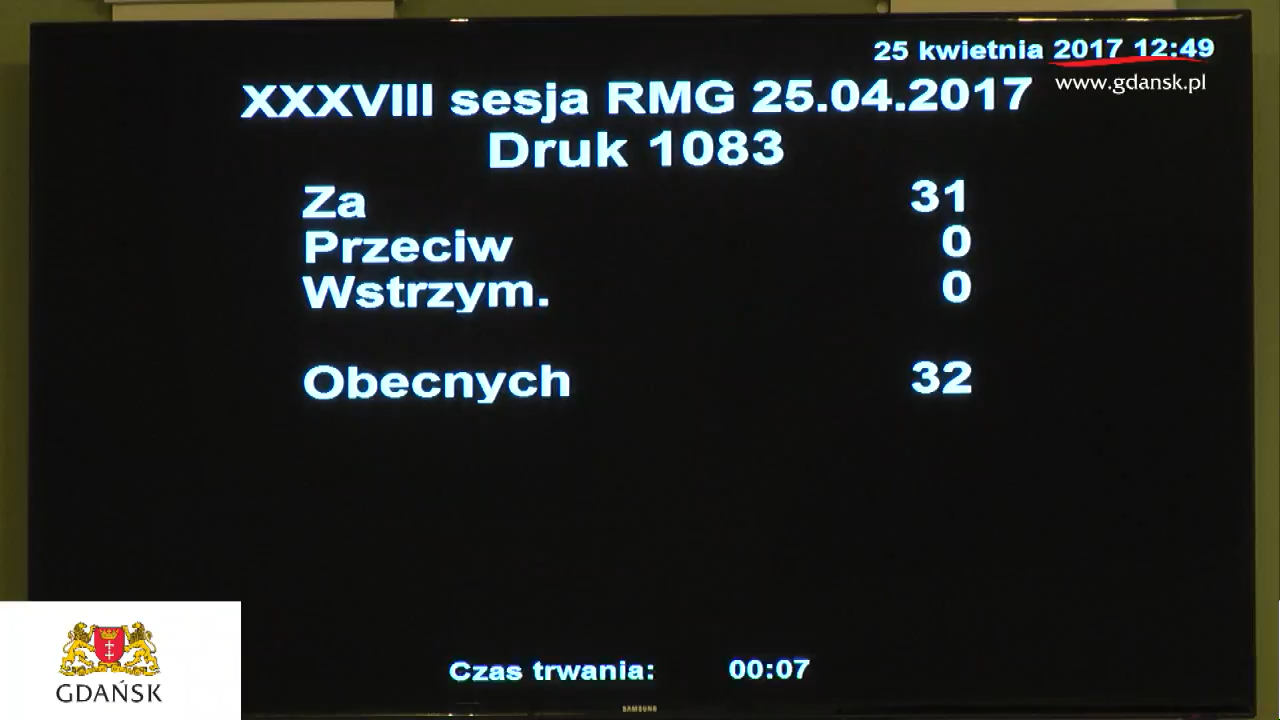 25 kwietnia 2017 12:49
www.gdansk.pl
XXXVIII sesja RMG 25.04.2017
Druk 1083
Za 31
Przeciw 0
Wstrzym. 0
Obecnych 32
Czas trwania: 00:07
GDAŃSK
SAMSUNG